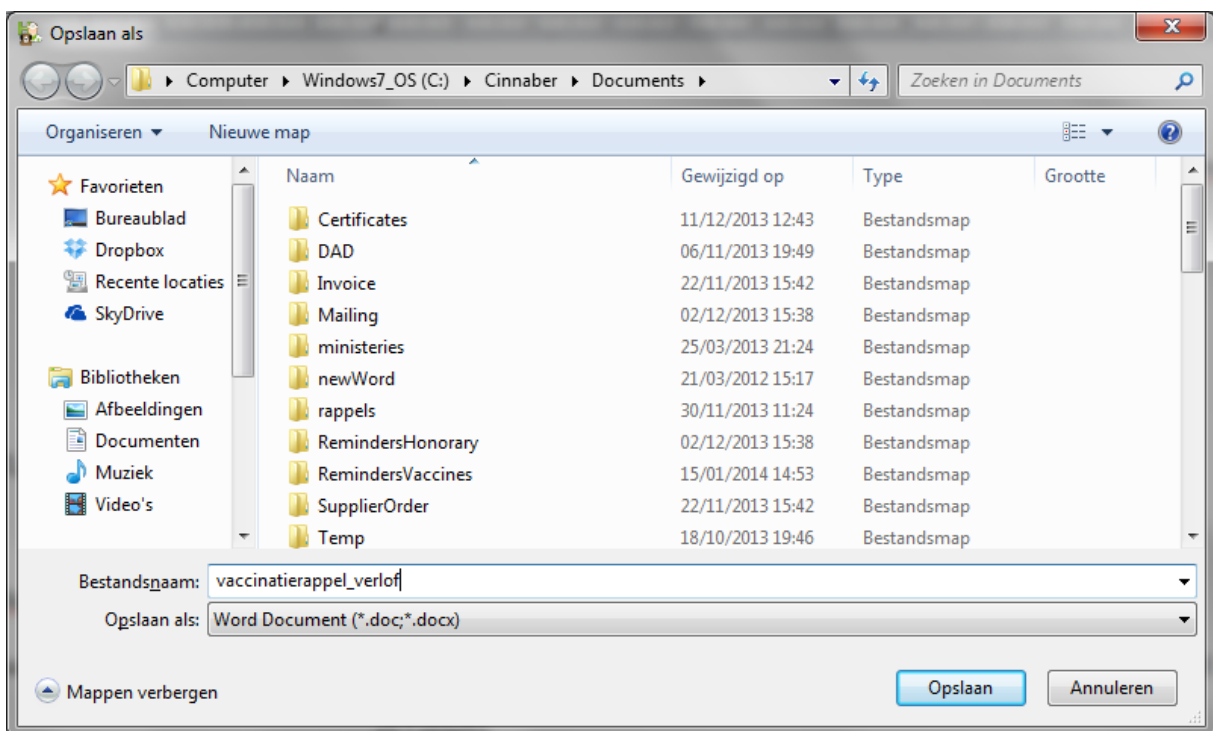 Opslaan als
Computer Windows7_OS (C:) Cinnaber Documents
Zoeken in Documents
Organiseren Nieuwe map
Naam Gewijzigd op Type Grootte
Favorieten
Bureaublad
Dropbox
Recente locaties
SkyDrive
Bibliotheken
Afbeeldingen
Documenten
Muziek
Video's
Certificates 11/12/2013 12:43 Bestandsmap
DAD 06/11/2013 19:49 Bestandsmap
Invoice 22/11/2013 15:42 Bestandsmap
Mailing 02/12/2013 15:38 Bestandsmap
ministeries 25/03/2013 21:24 Bestandsmap
newWord 21/03/2012 15:17 Bestandsmap
rappels 30/11/2013 11:24 Bestandsmap
RemindersHonorary 02/12/2013 15:38 Bestandsmap
RemindersVaccines 15/01/2014 14:53 Bestandsmap
SupplierOrder 22/11/2013 15:42 Bestandsmap
Temp 18/10/2013 19:46 Bestandsmap
Bestandsnaam: vaccinatierappel_verlof
Opslaan als: Word Document (*.doc;*.docx)
Mappen verbergen Opslaan Annuleren